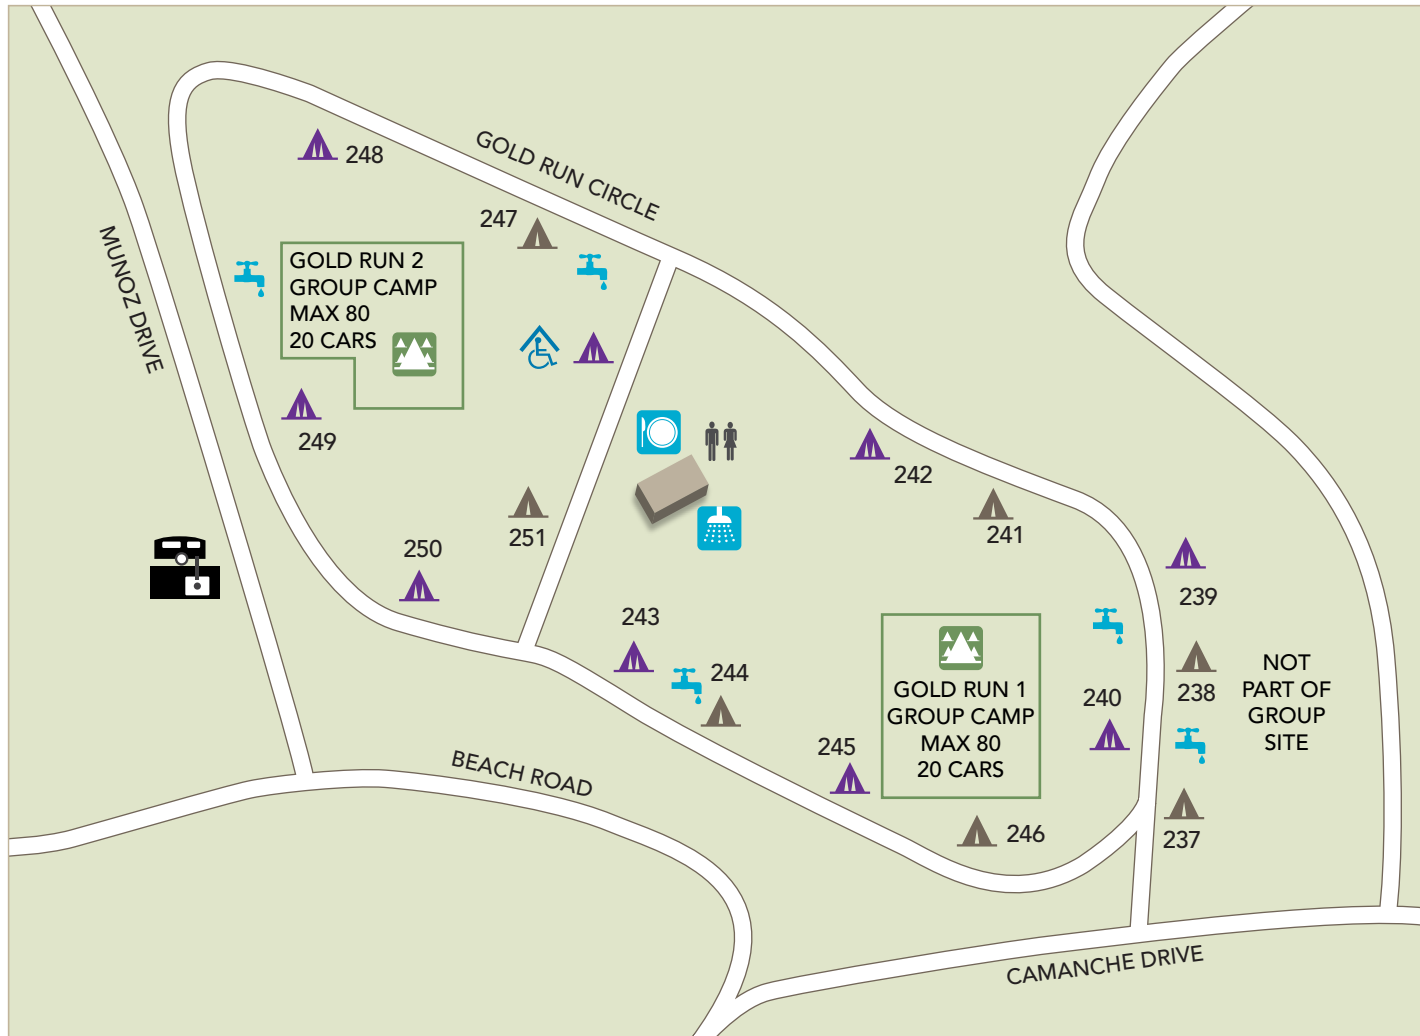 248
GOLD RUN CIRCLE
247
MUNOZ DRIVE
GOLD RUN 2
GROUP CAMP
MAX 80
20 CARS
249
242
251
241
250
239
243
244
238
NOT
PART OF
GROUP
SITE
240
GOLD RUN 1
GROUP CAMP
MAX 80
20 CARS
245
BEACH ROAD
246
237
CAMANCHE DRIVE